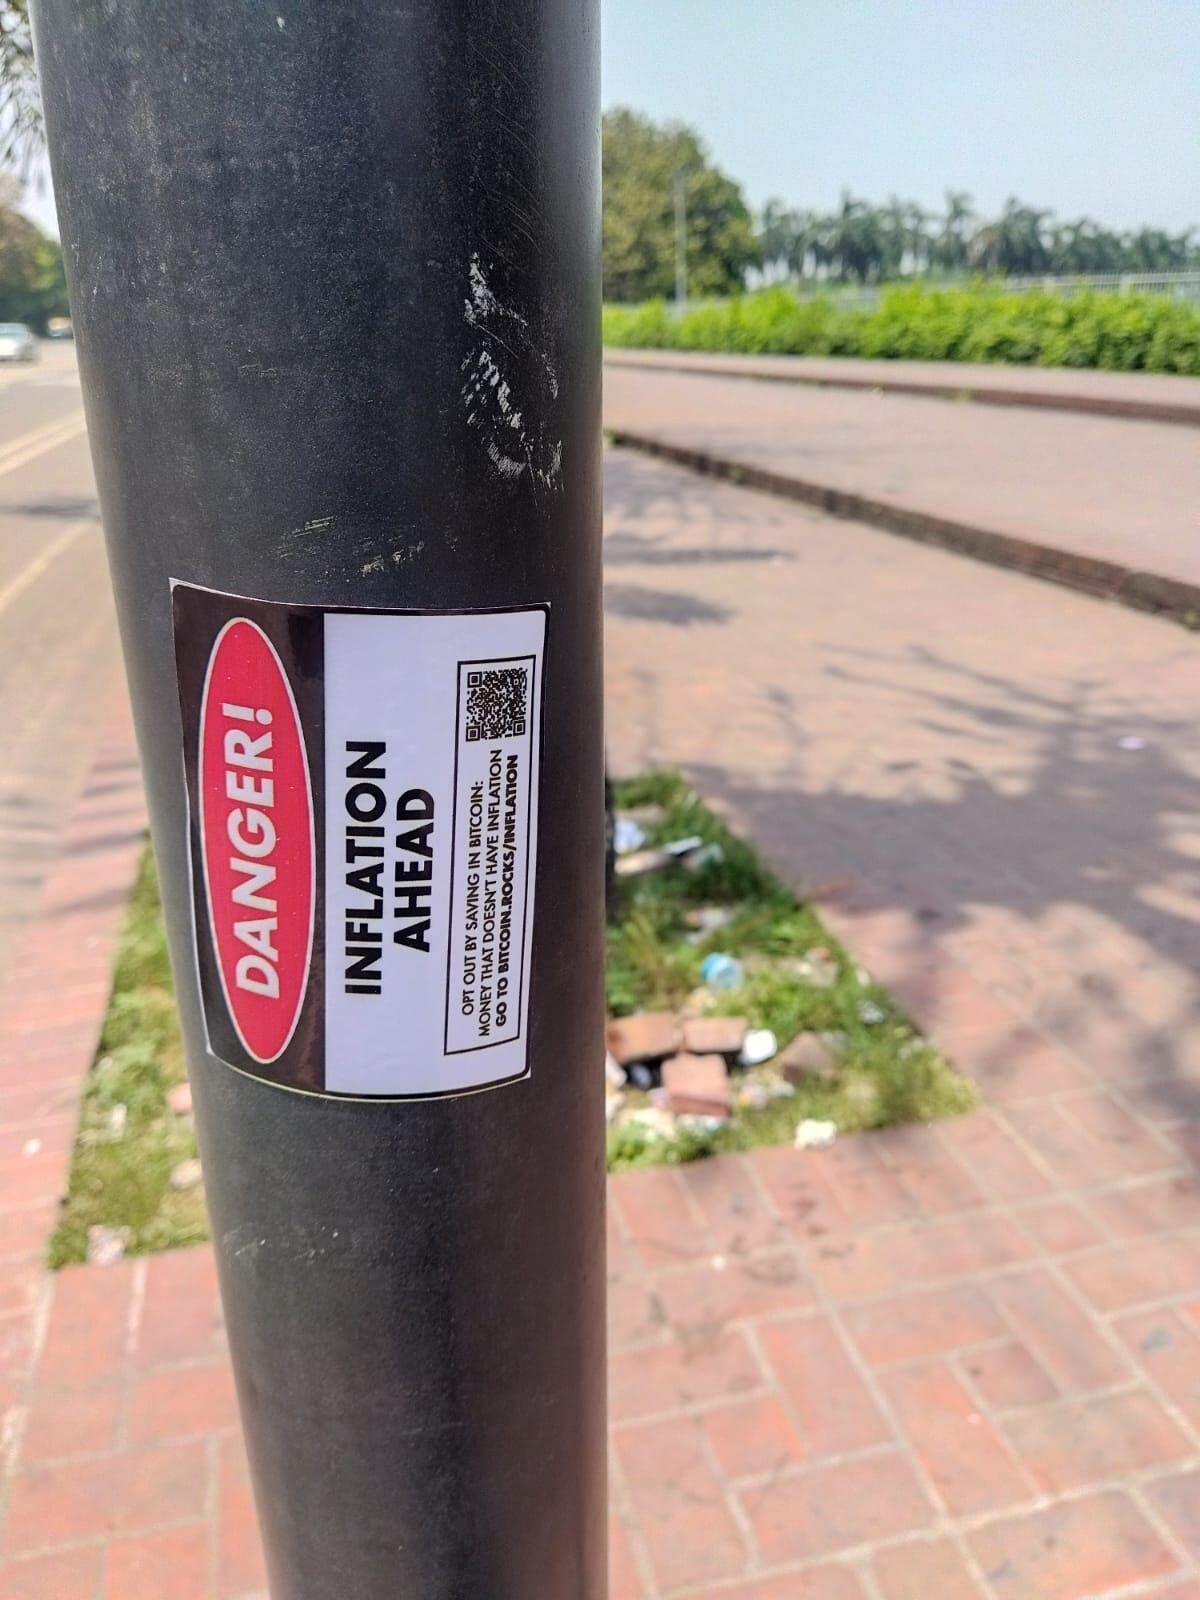 DANGER!
INFLATION
AHEAD
OPT OUT BY SAVING IN BITCOIN:
MONEY THAT DOESN'T HAVE INFLATION
GO TO BITCOIN.ROCKS/INFLATION